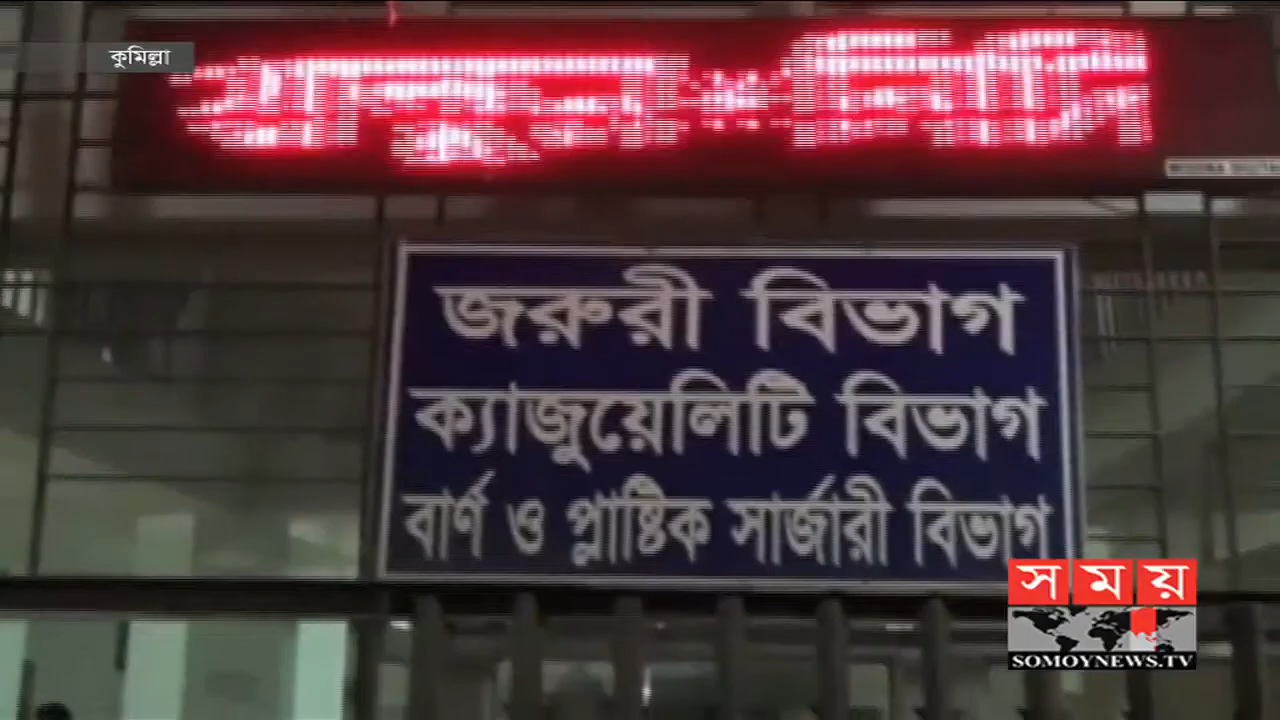 কুমিল্লা
থাকুন * নির্দি
জরুরী বিভাগ
ক্যাজুয়েলিটি বিভাগ
বার্ণ ও প্লাষ্টিক সার্জারী বিভাগ
সময়
SOMOYNEWS.TV